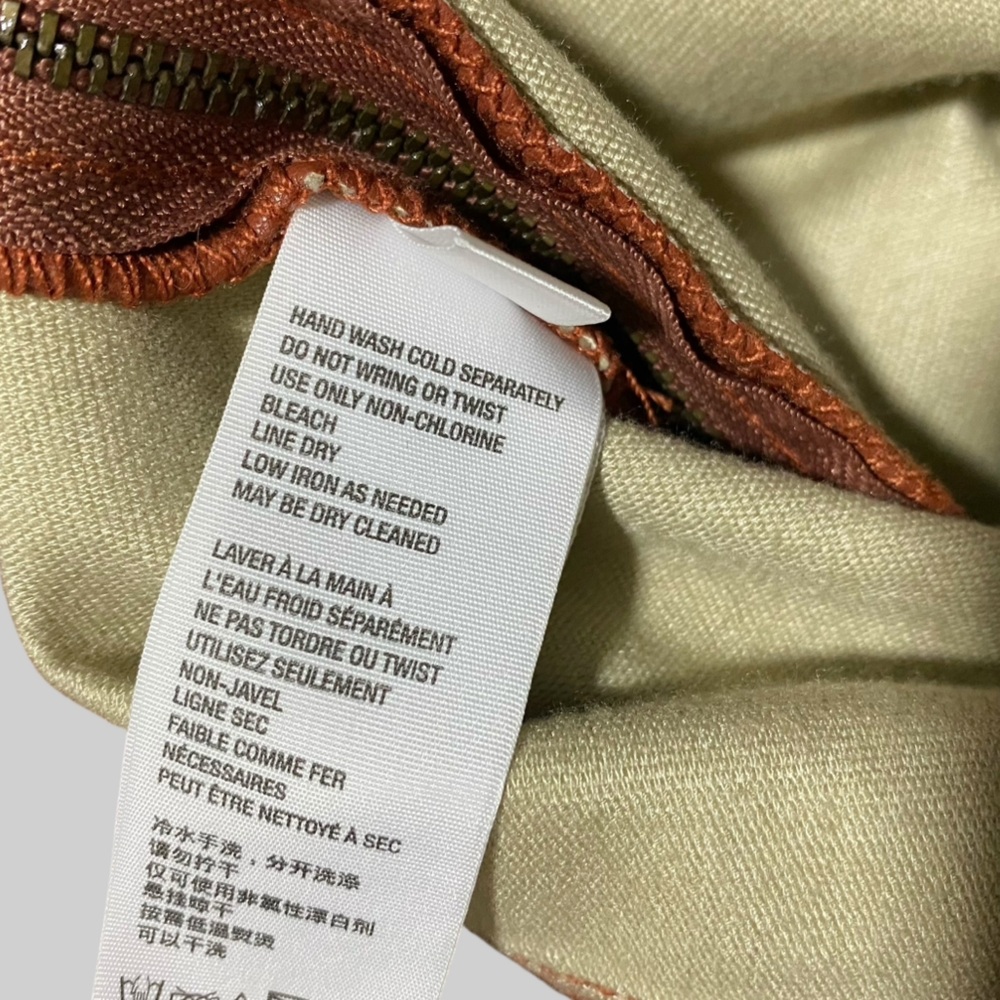 HAND WASH COLD SEPARATELY
DO NOT WRING OR TWIST
USE ONLY NON-CHLORINE
BLEACH
LINE DRY
LOW IRON AS NEEDED
MAY BE DRY CLEANED
LAVER À LA MAIN À
L'EAU FROID SÉPARÉMENT
NE PAS TORDRE OU TWIST
UTILISEZ SEULEMENT
NON-JAVEL
LIGNE SEC
FAIBLE COMME FER
NÉCESSAIRES
PEUT ÊTRE NETTOYÉ À SEC
冷水手洗，分开洗涤
请勿拧干
仅可使用非氯性漂白剂
悬挂晾干
按需低温熨烫
可以干洗